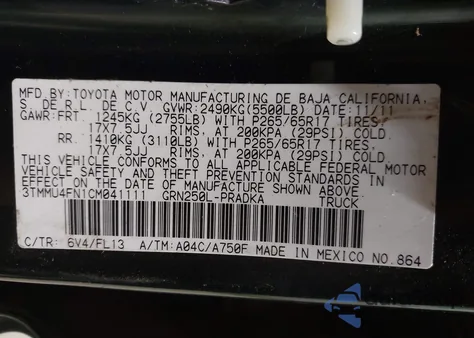 MFD.BY:TOYOTA MOTOR MANUFACTURING DE BAJA CALIFORNIA,
S. DE R.L. DE C.V. GVWR:2490KG(5500LB) DATE:11/11
GAWR:FRT. 1245KG (2755LB) WITH P265/65R17 TIRES,
17X7.5JJ RIMS, AT 200KPA (29PSI) COLD.
RR. 1410KG (3110LB) WITH P265/65R17 TIRES,
17X7.5JJ RIMS, AT 200KPA (29PSI) COLD.
THIS VEHICLE CONFORMS TO ALL APPLICABLE FEDERAL MOTOR
VEHICLE SAFETY AND THEFT PREVENTION STANDARDS IN EFFECT
ON THE DATE OF MANUFACTURE SHOWN ABOVE.
3TMMU4FN1CM041111 GRN250L-PRADKA TRUCK
C/TR: 6V4/FL13 A/TM:A04C/A750F MADE IN MEXICO NO.864